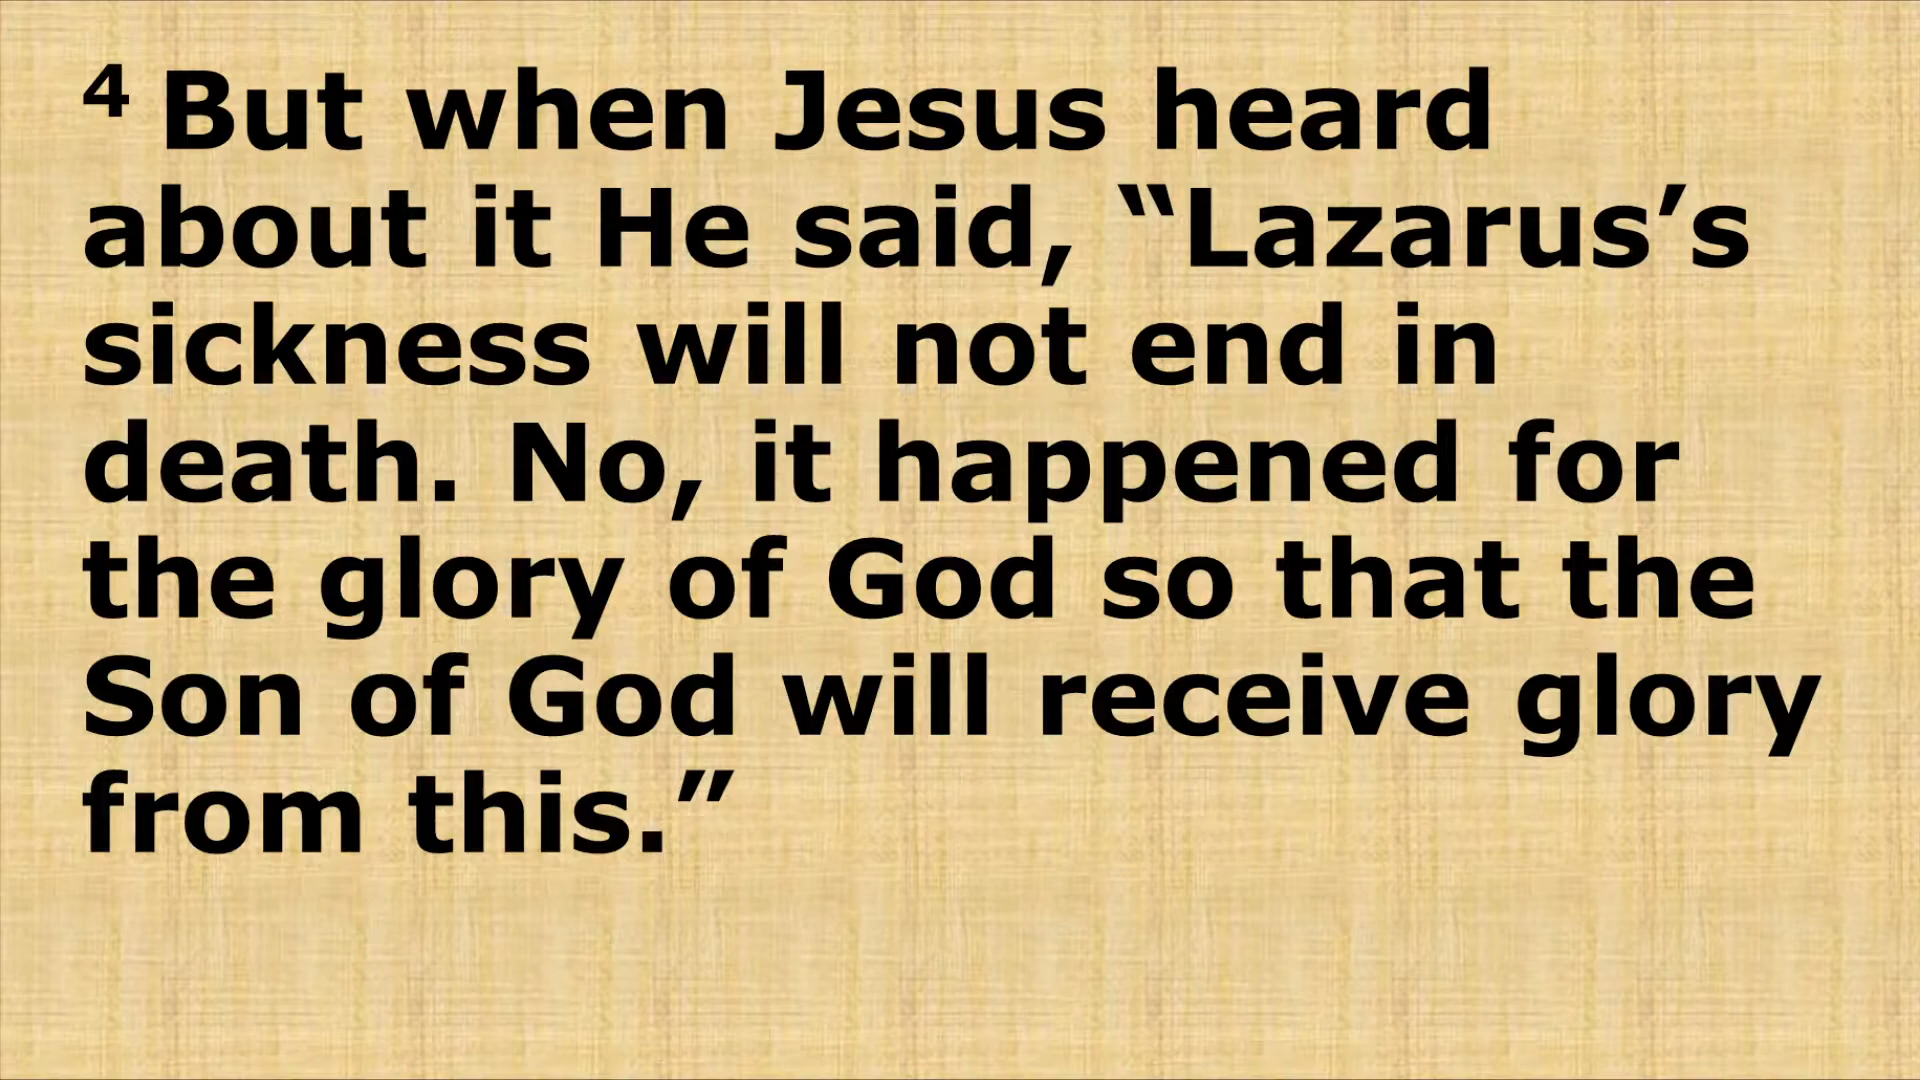 4 But when Jesus heard
about it He said, “Lazarus’s
sickness will not end in
death. No, it happened for
the glory of God so that the
Son of God will receive glory
from this.”